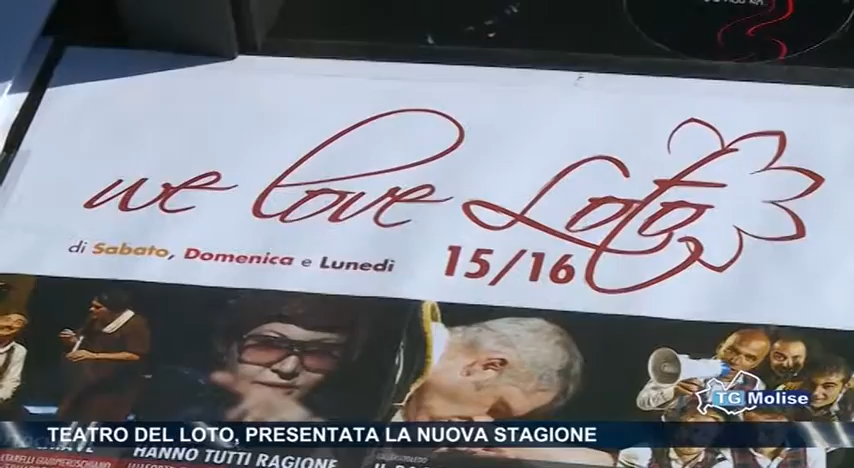 we love Loto
di Sabato, Domenica e Lunedì 15/16
TG Molise
TEATRO DEL LOTO, PRESENTATA LA NUOVA STAGIONE
HANNO TUTTI RAGIONE